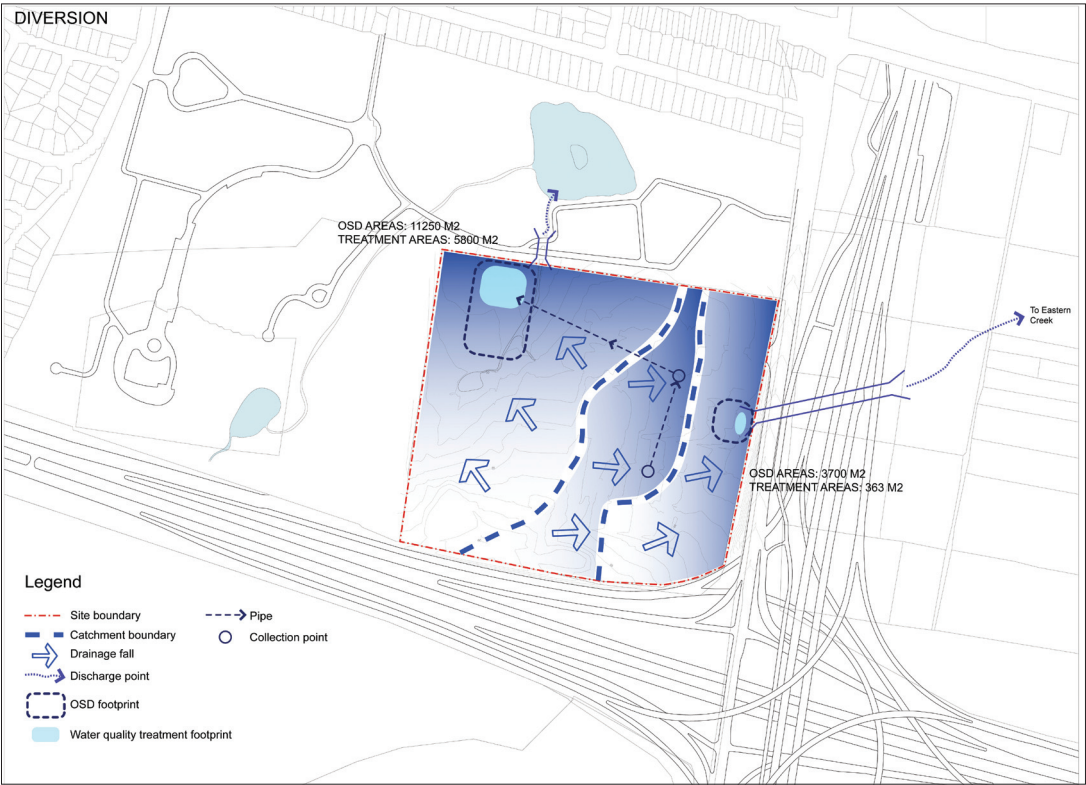 DIVERSION
OSD AREAS: 11250 M2
TREATMENT AREAS: 5800 M2
To Eastern
Creek
OSD AREAS: 3700 M2
TREATMENT AREAS: 363 M2
Legend
Site boundary
Catchment boundary
Drainage fall
Discharge point
OSD footprint
Water quality treatment footprint
Pipe
Collection point